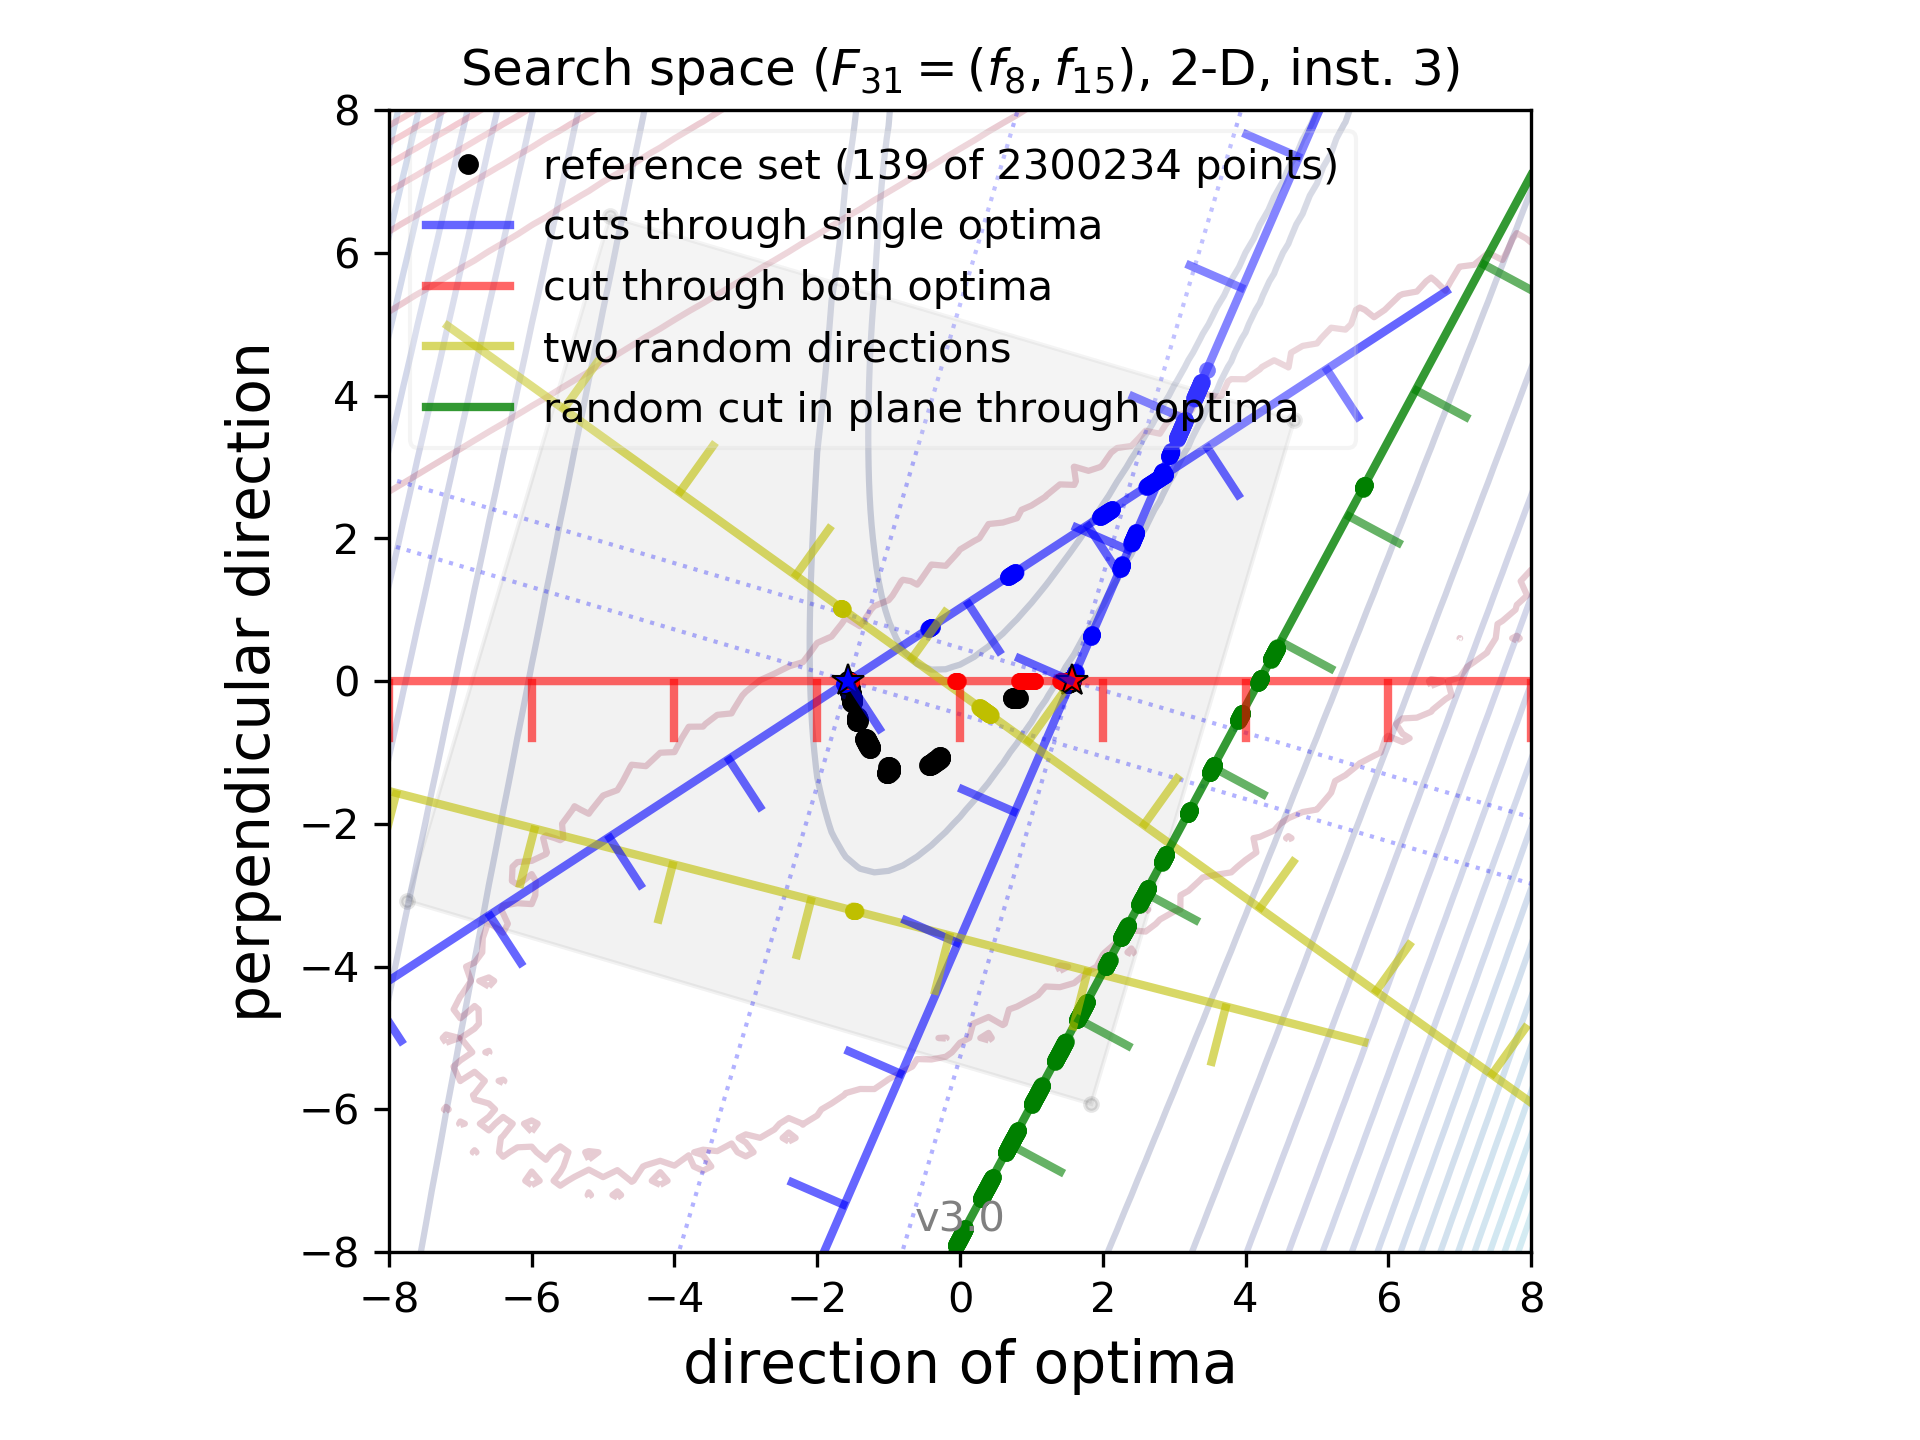 Search space (F31 = (f8, f15), 2-D, inst. 3)
8
reference set (139 of 2300234 points)
cuts through single optima
6
cut through both optima
two random directions
4
random cut in plane through optima
2
0
−2
−4
−6
−8
perpendicular direction
v3.0
−8 −6 −4 −2 0 2 4 6 8
direction of optima